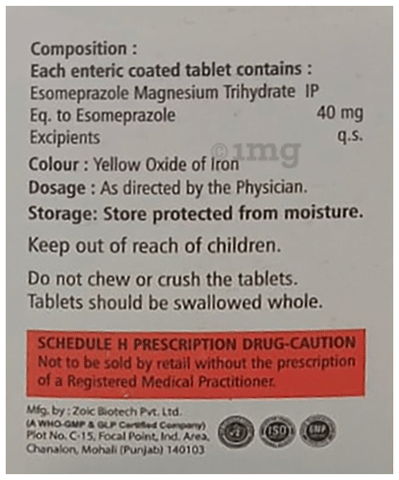 Composition :
Each enteric coated tablet contains :
Esomeprazole Magnesium Trihydrate IP
Eq. to Esomeprazole 40 mg
Excipients q.s.
©1mg
Colour : Yellow Oxide of Iron
Dosage : As directed by the Physician.
Storage: Store protected from moisture.
Keep out of reach of children.
Do not chew or crush the tablets.
Tablets should be swallowed whole.
SCHEDULE H PRESCRIPTION DRUG-CAUTION
Not to be sold by retail without the prescription
of a Registered Medical Practitioner.
Mfg. by : Zoic Biotech Pvt. Ltd.
(A WHO-GMP & GLP Certified Company)
Plot No. C-15, Focal Point, Ind. Area,
Chanalon, Mohali (Punjab) 140103
ISO
GMP